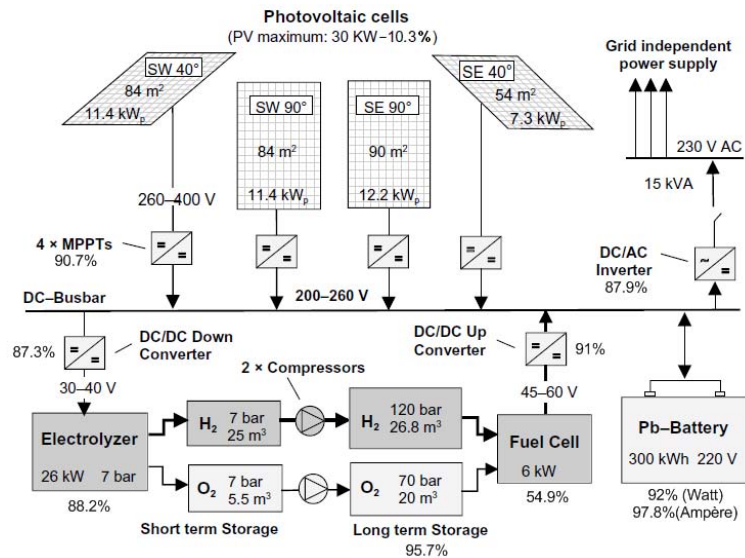 Photovoltaic cells
(PV maximum: 30 KW–10.3%)
SW 40°
84 m²
11.4 kWp
SW 90°
84 m²
11.4 kWp
SE 90°
90 m²
12.2 kWp
SE 40°
54 m²
7.3 kWp
Grid independent
power supply
230 V AC
15 kVA
260–400 V
4 × MPPTs
90.7%
DC/AC
Inverter
87.9%
DC–Busbar
200–260 V
87.3%
DC/DC Down
Converter
30–40 V
2 × Compressors
DC/DC Up
Converter
91%
45–60 V
Electrolyzer
26 kW 7 bar
88.2%
H₂
7 bar
25 m³
H₂
120 bar
26.8 m³
O₂
7 bar
5.5 m³
O₂
70 bar
20 m³
Short term Storage
Long term Storage
95.7%
Fuel Cell
6 kW
54.9%
Pb–Battery
300 kWh 220 V
92% (Watt)
97.8%(Ampère)